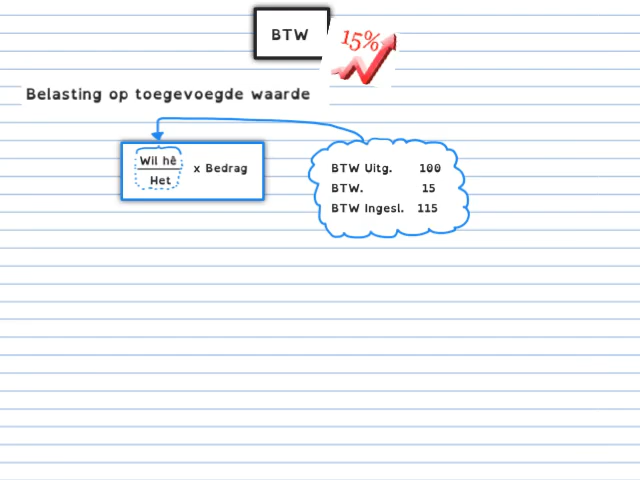 BTW
15%
Belasting op toegevoegde waarde
Wil hê
Het
x Bedrag
BTW Uitg. 100
BTW. 15
BTW Ingesl. 115